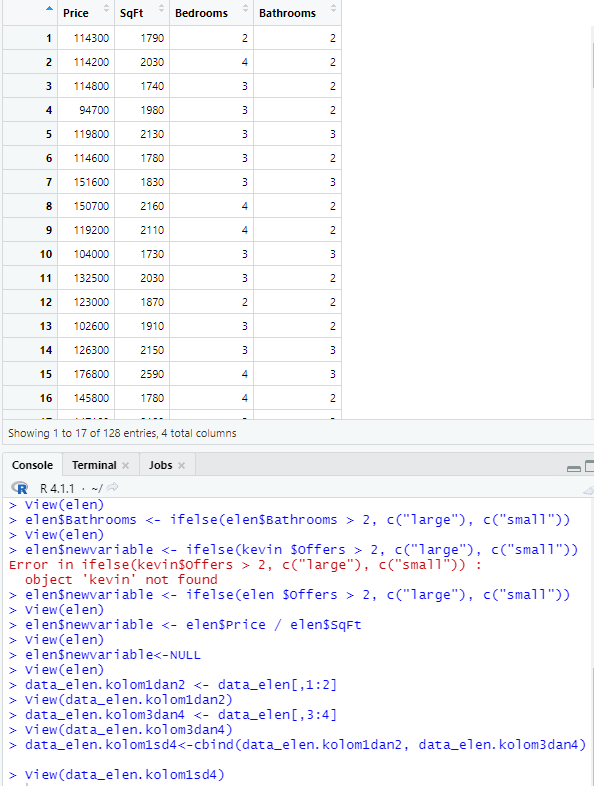 Price SqFt Bedrooms Bathrooms
1 114300 1790 2 2
2 114200 2030 4 2
3 114800 1740 3 2
4 94700 1980 3 2
5 119800 2130 3 3
6 114600 1780 3 2
7 151600 1830 3 3
8 150700 2160 4 2
9 119200 2110 4 2
10 104000 1730 3 3
11 132500 2030 3 2
12 123000 1870 2 2
13 102600 1910 3 2
14 126300 2150 3 3
15 176800 2590 4 3
16 145800 1780 4 2
Showing 1 to 17 of 128 entries, 4 total columns
Console Terminal × Jobs ×
R R 4.1.1 · ~/
> View(elen)
> elen$Bathrooms <- ifelse(elen$Bathrooms > 2, c("large"), c("small"))
> View(elen)
> elen$newvariable <- ifelse(kevin $Offers > 2, c("large"), c("small"))
Error in ifelse(kevin$Offers > 2, c("large"), c("small")) :
object 'kevin' not found
> elen$newvariable <- ifelse(elen $Offers > 2, c("large"), c("small"))
> View(elen)
> elen$newvariable <- elen$Price / elen$SqFt
> View(elen)
> elen$newvariable<-NULL
> View(elen)
> data_elen.kolom1dan2 <- data_elen[,1:2]
> View(data_elen.kolom1dan2)
> data_elen.kolom3dan4 <- data_elen[,3:4]
> View(data_elen.kolom3dan4)
> data_elen.kolom1sd4<-cbind(data_elen.kolom1dan2, data_elen.kolom3dan4)
> View(data_elen.kolom1sd4)